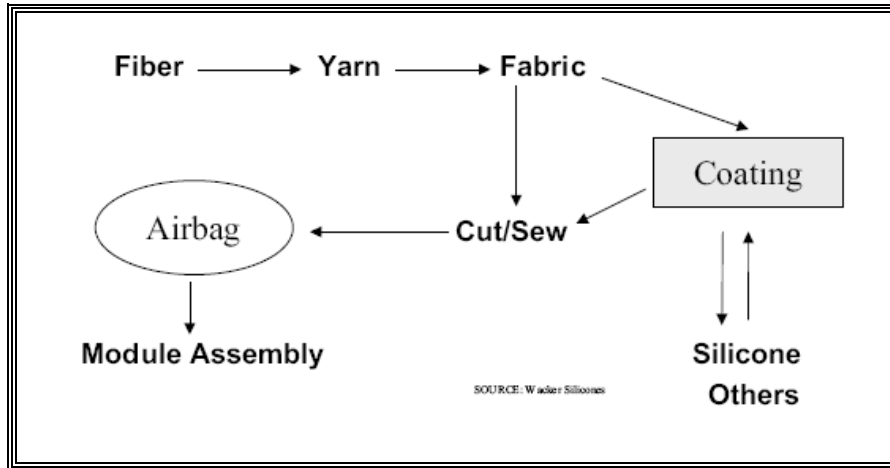 Fiber
Yarn
Fabric
Coating
Airbag
Cut/Sew
Module Assembly
Silicone
Others
SOURCE: Wacker Silicones